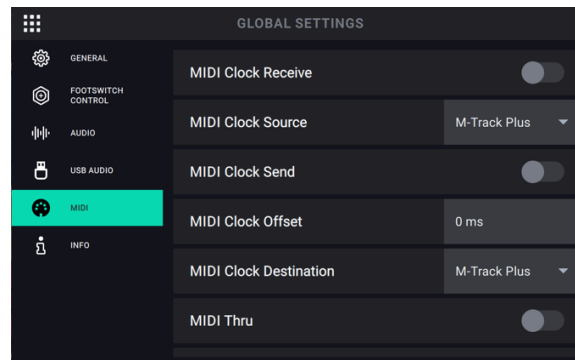 GLOBAL SETTINGS
GENERAL
FOOTSWITCH
CONTROL
AUDIO
USB AUDIO
MIDI
INFO
MIDI Clock Receive
MIDI Clock Source M-Track Plus
MIDI Clock Send
MIDI Clock Offset 0 ms
MIDI Clock Destination M-Track Plus
MIDI Thru